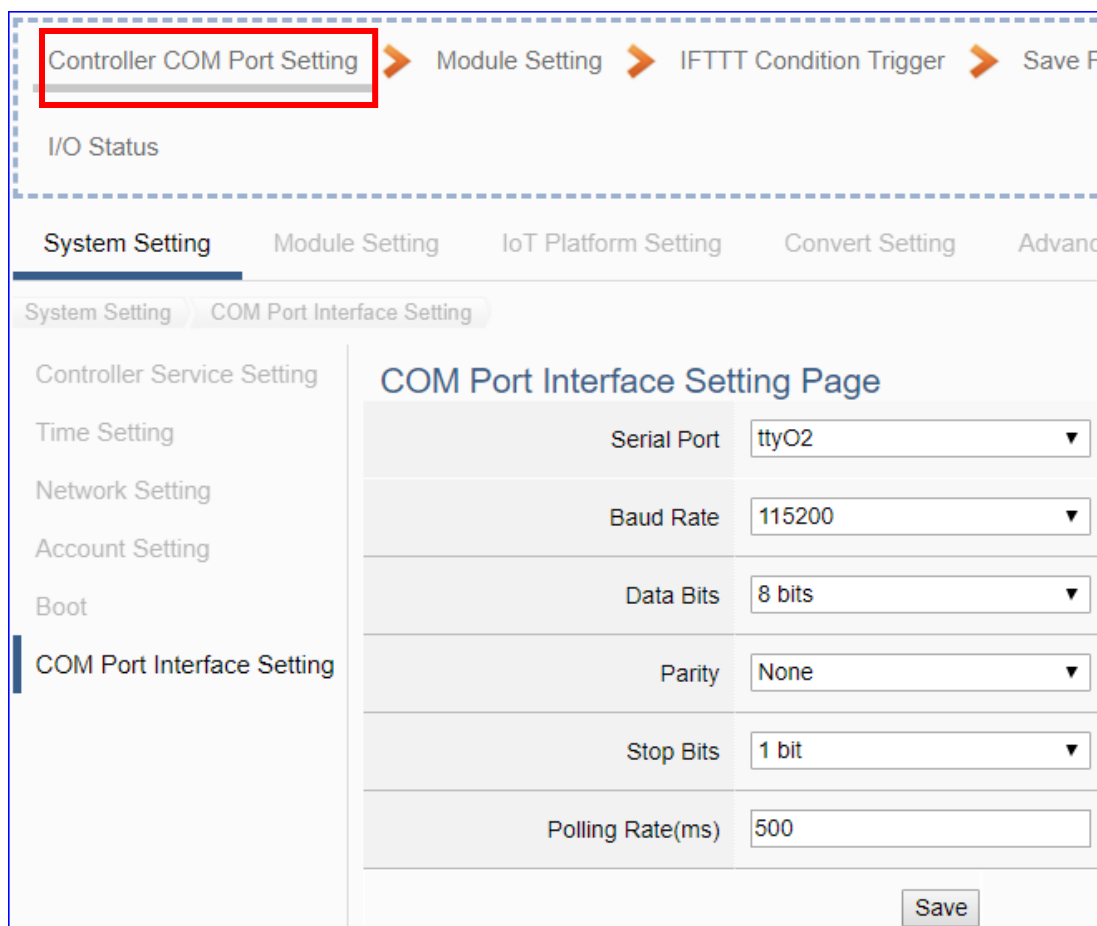 Controller COM Port Setting Module Setting IFTTT Condition Trigger Save
I/O Status
System Setting Module Setting IoT Platform Setting Convert Setting
System Setting COM Port Interface Setting
Controller Service Setting
Time Setting
Network Setting
Account Setting
Boot
COM Port Interface Setting
COM Port Interface Setting Page
Serial Port ttyO2
Baud Rate 115200
Data Bits 8 bits
Parity None
Stop Bits 1 bit
Polling Rate(ms) 500
Save